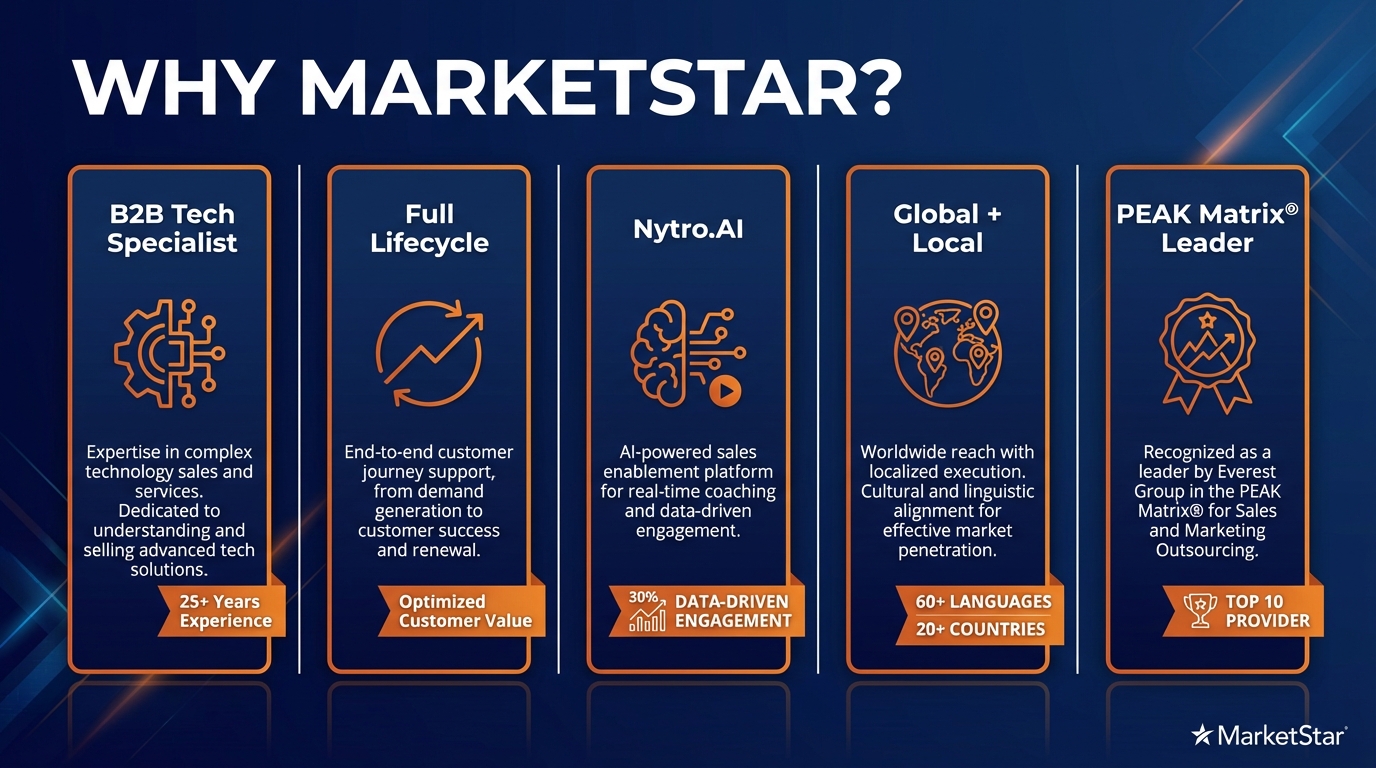 WHY MARKETSTAR?
B2B Tech
Specialist
Expertise in complex
technology sales and
services.
Dedicated to
understanding and
selling advanced tech
solutions.
25+ Years
Experience
Full
Lifecycle
End-to-end customer
journey support,
from demand
generation to
customer success
and renewal.
Optimized
Customer Value
Nytro.AI
AI-powered sales
enablement platform
for real-time coaching
and data-driven
engagement.
30%
DATA-DRIVEN
ENGAGEMENT
Global +
Local
Worldwide reach with
localized execution.
Cultural and linguistic
alignment for
effective market
penetration.
60+ LANGUAGES
20+ COUNTRIES
PEAK Matrix®
Leader
Recognized as a
leader by Everest
Group in the PEAK
Matrix® for Sales
and Marketing
Outsourcing.
TOP 10
PROVIDER
MarketStar